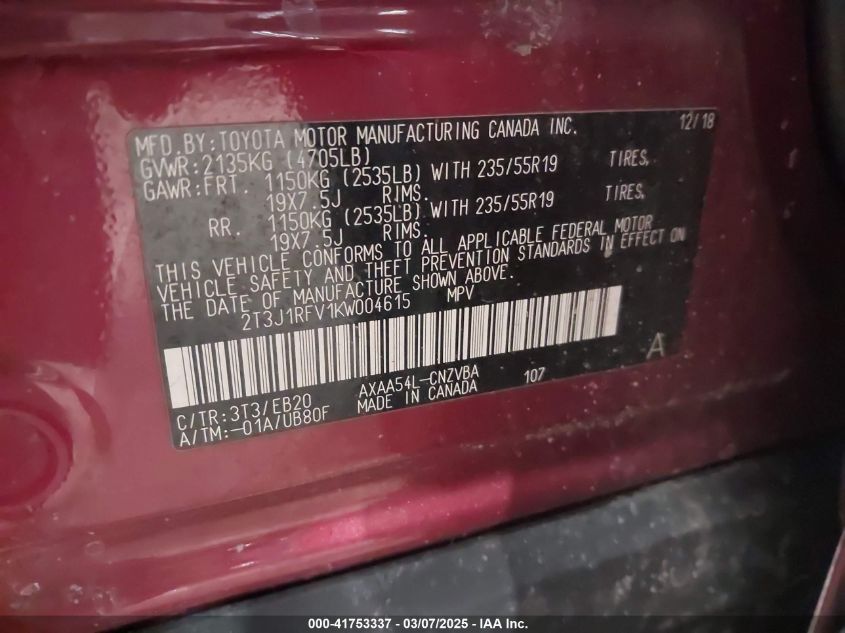 MFD.BY:TOYOTA MOTOR MANUFACTURING CANADA INC. 12/18
GVWR:2135KG (4705LB)
GAWR:FRT. 1150KG (2535LB) WITH 235/55R19 TIRES,
19X7.5J RIMS.
RR. 1150KG (2535LB) WITH 235/55R19 TIRES,
19X7.5J RIMS.
THIS VEHICLE CONFORMS TO ALL APPLICABLE FEDERAL MOTOR
VEHICLE SAFETY AND THEFT PREVENTION STANDARDS IN EFFECT ON
THE DATE OF MANUFACTURE SHOWN ABOVE.
2T3J1RFV1KW004615 MPV
A
C/TR:3T3/EB20 AXAA54L-CNZVBA 107
A/TM:-01A/UB80F MADE IN CANADA
000-41753337 - 03/07/2025 - IAA Inc.